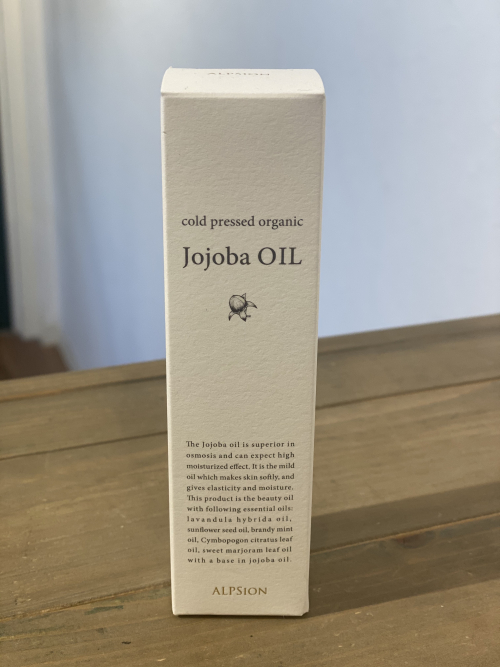 ALPSION
cold pressed organic
Jojoba OIL
The Jojoba oil is superior in
osmosis and can expect high
moisturized effect. It is the mild
oil which makes skin softly, and
gives elasticity and moisture.
This product is the beauty oil
with following essential oils:
lavandula hybrida oil,
sunflower seed oil, brandy mint
oil, Cymbopogon citratus leaf
oil, sweet marjoram leaf oil
with a base in jojoba oil.
ALPSION